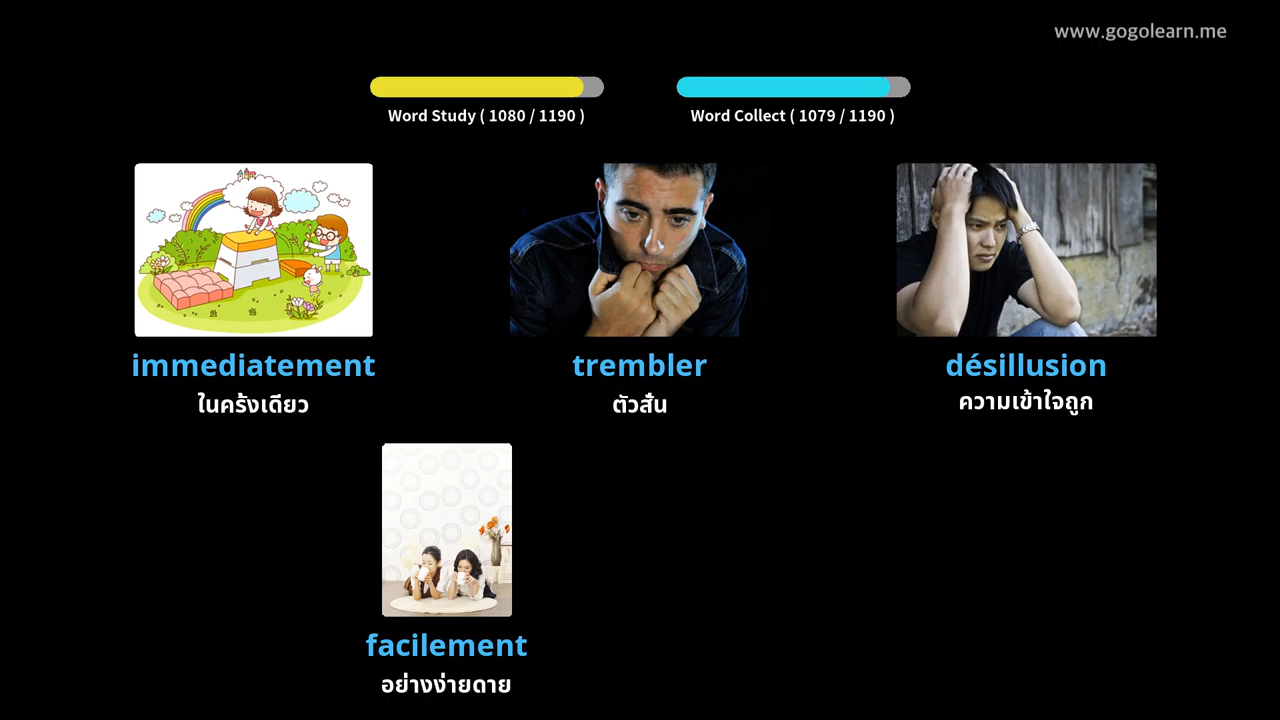 www.gogolearn.me
Word Study ( 1080 / 1190 )
Word Collect ( 1079 / 1190 )
immediatement
ในครั้งเดียว
trembler
ตัวสั่น
désillusion
ความเข้าใจถูก
facilement
อย่างง่ายดาย